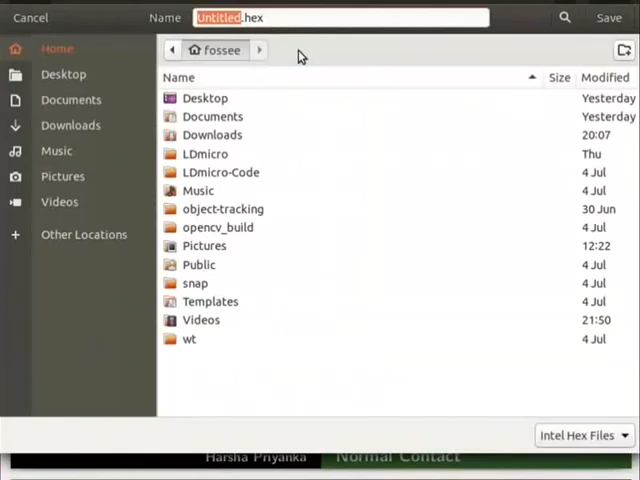 Cancel Name Untitled.hex Save
Home fossee
Desktop
Documents
Downloads
Music
Pictures
Videos
Other Locations
Name Size Modified
Desktop Yesterday
Documents Yesterday
Downloads 20:07
LDmicro Thu
LDmicro-Code 4 Jul
Music 4 Jul
object-tracking 30 Jun
opencv_build 4 Jul
Pictures 12:22
Public 4 Jul
snap 4 Jul
Templates 4 Jul
Videos 21:50
wt 4 Jul
Intel Hex Files
Harsha Priyanka Normal Contact